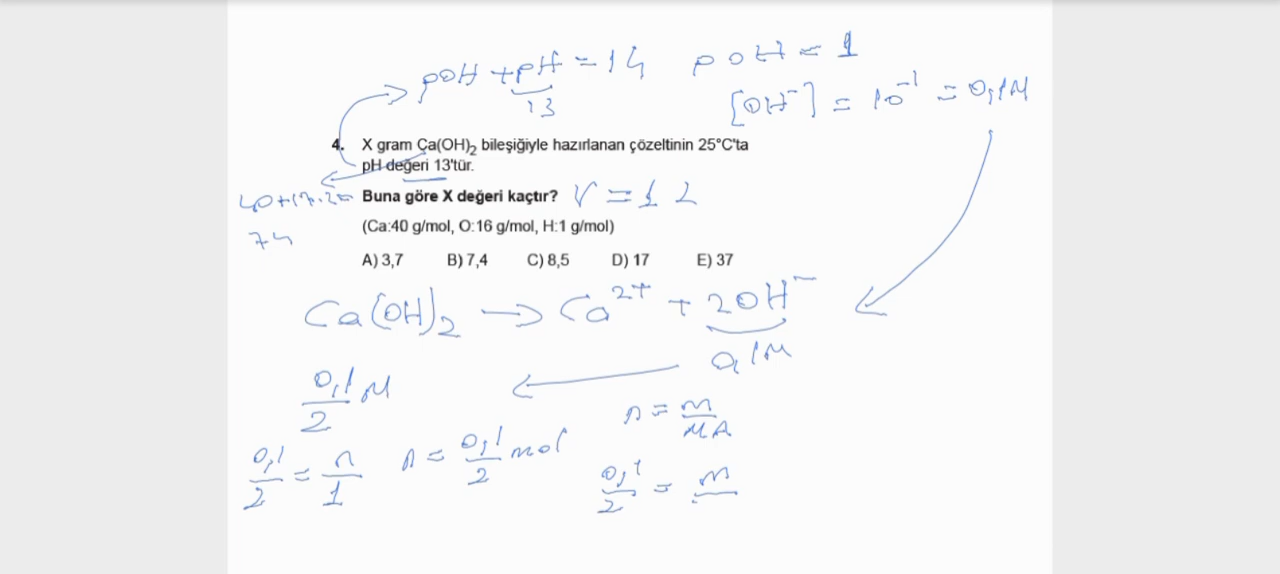 pOH + pH = 14 pOH = 1
13
[OH⁻] = 10⁻¹ = 0,1M
4. X gram Ca(OH)₂ bileşiğiyle hazırlanan çözeltinin 25°C'ta
pH değeri 13'tür.
40+17.2=
Buna göre X değeri kaçtır? V = 1 L
74
(Ca:40 g/mol, O:16 g/mol, H:1 g/mol)
A) 3,7 B) 7,4 C) 8,5 D) 17 E) 37
Ca(OH)₂ → Ca²⁺ + 2OH⁻
0,1M
0,1/2 M
n = m/MA
0,1/2 = n/1 n = 0,1/2 mol
0,1/2 = m